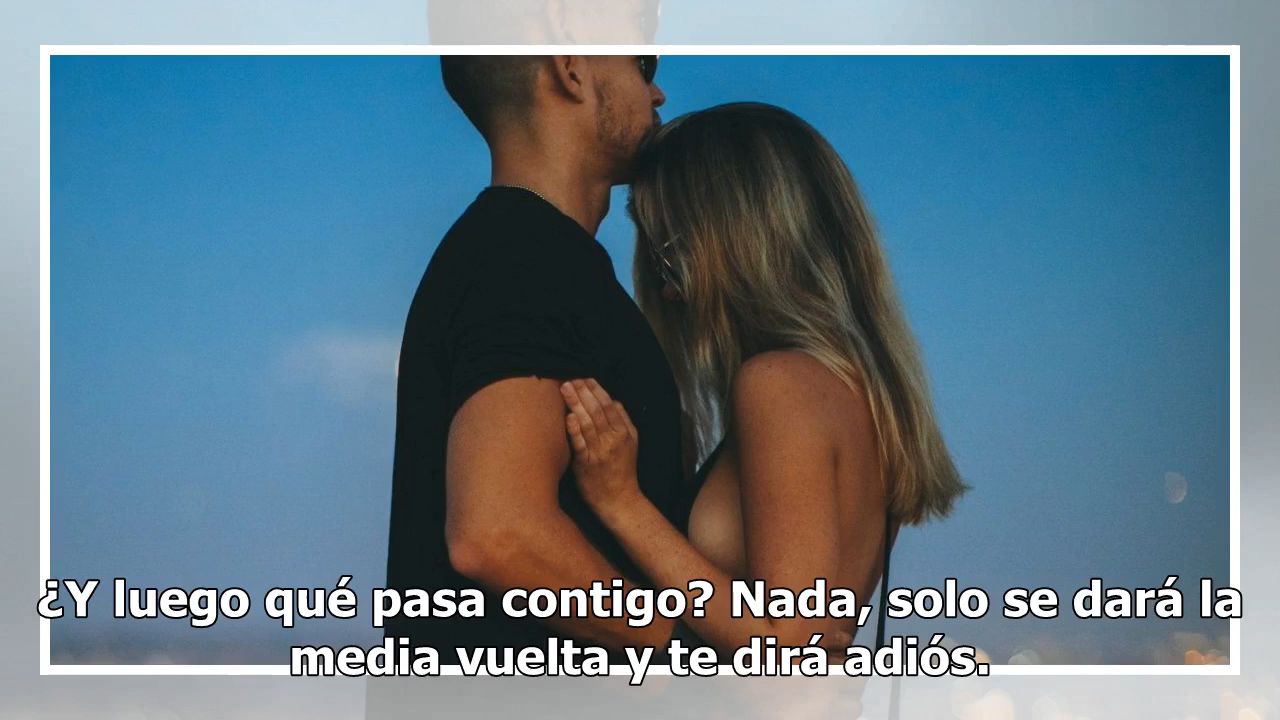 ¿Y luego qué pasa contigo? Nada, solo se dará la
media vuelta y te dirá adiós.